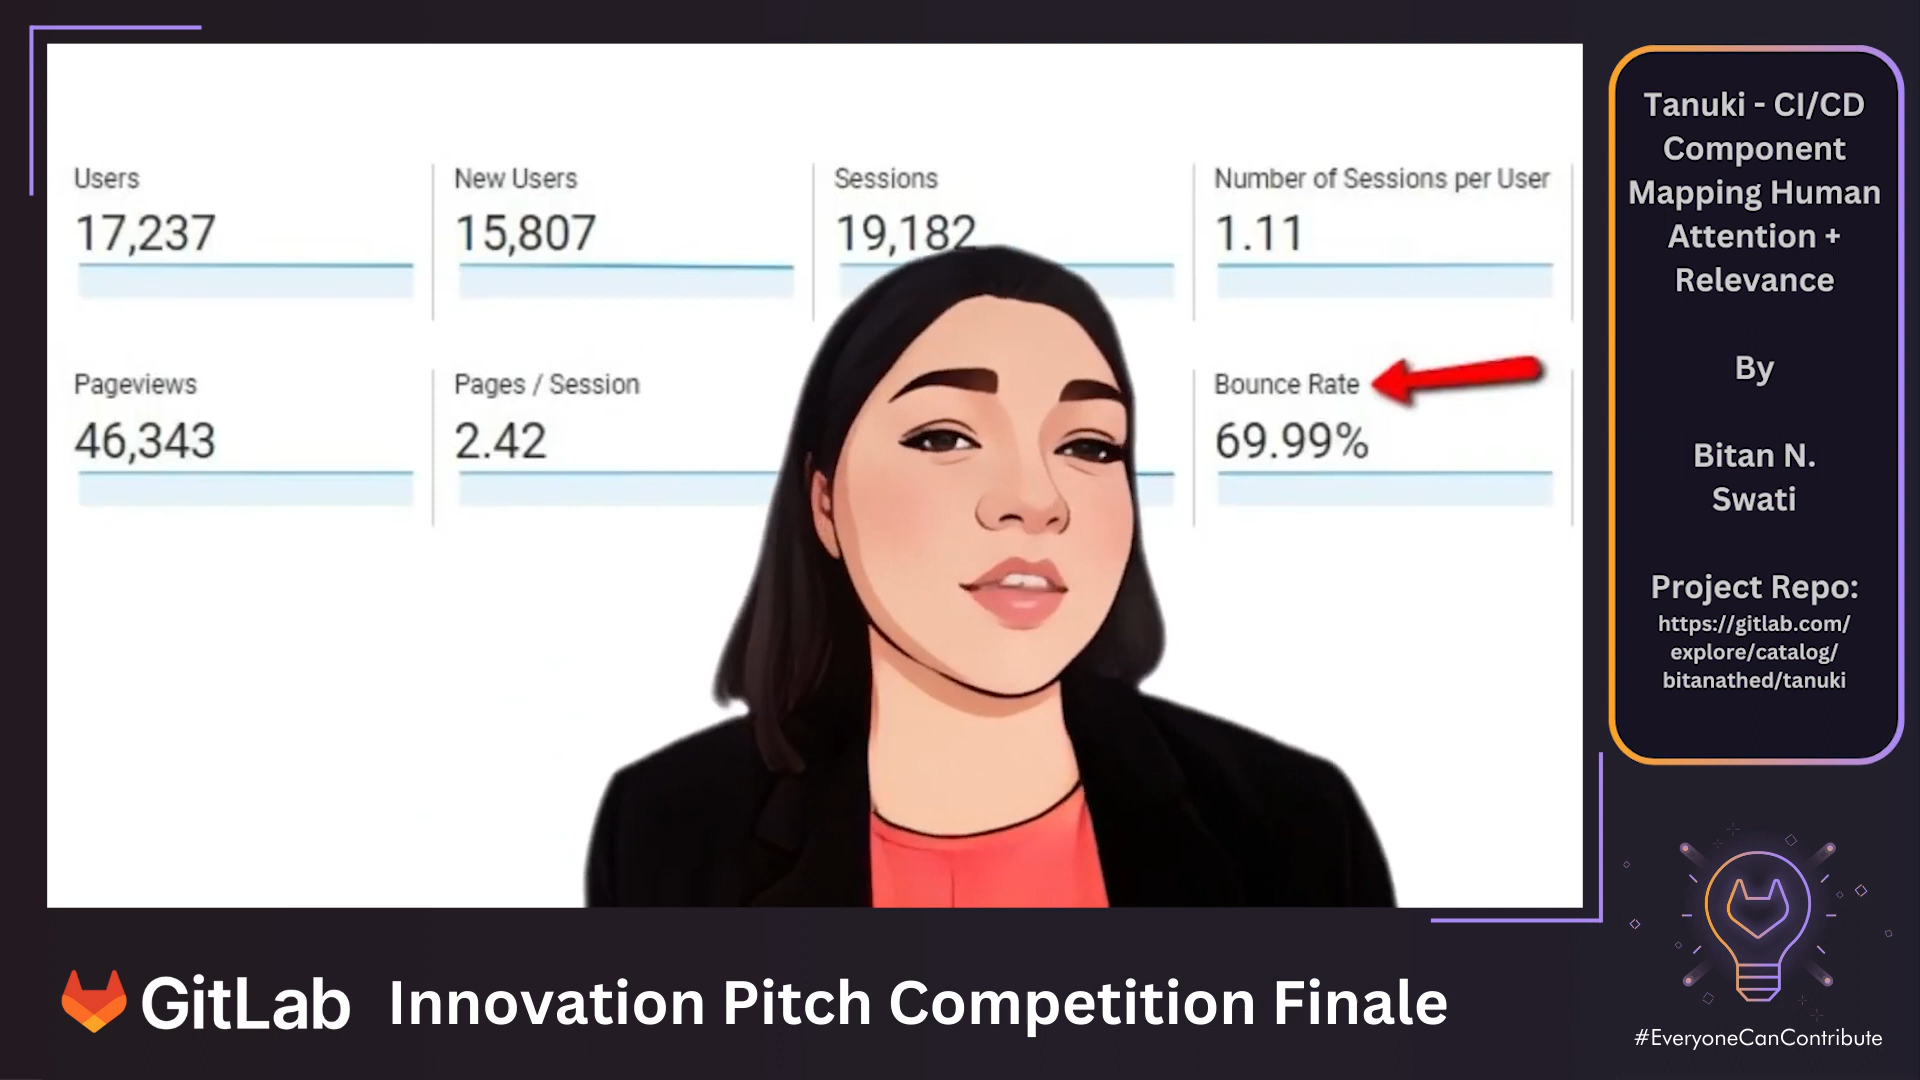 Users
17,237
New Users
15,807
Sessions
19,182
Number of Sessions per User
1.11
Pageviews
46,343
Pages / Session
2.42
Bounce Rate
69.99%
Tanuki - CI/CD
Component
Mapping Human
Attention +
Relevance
By
Bitan N.
Swati
Project Repo:
https://gitlab.com/
explore/catalog/
bitanathed/tanuki
GitLab Innovation Pitch Competition Finale
#EveryoneCanContribute